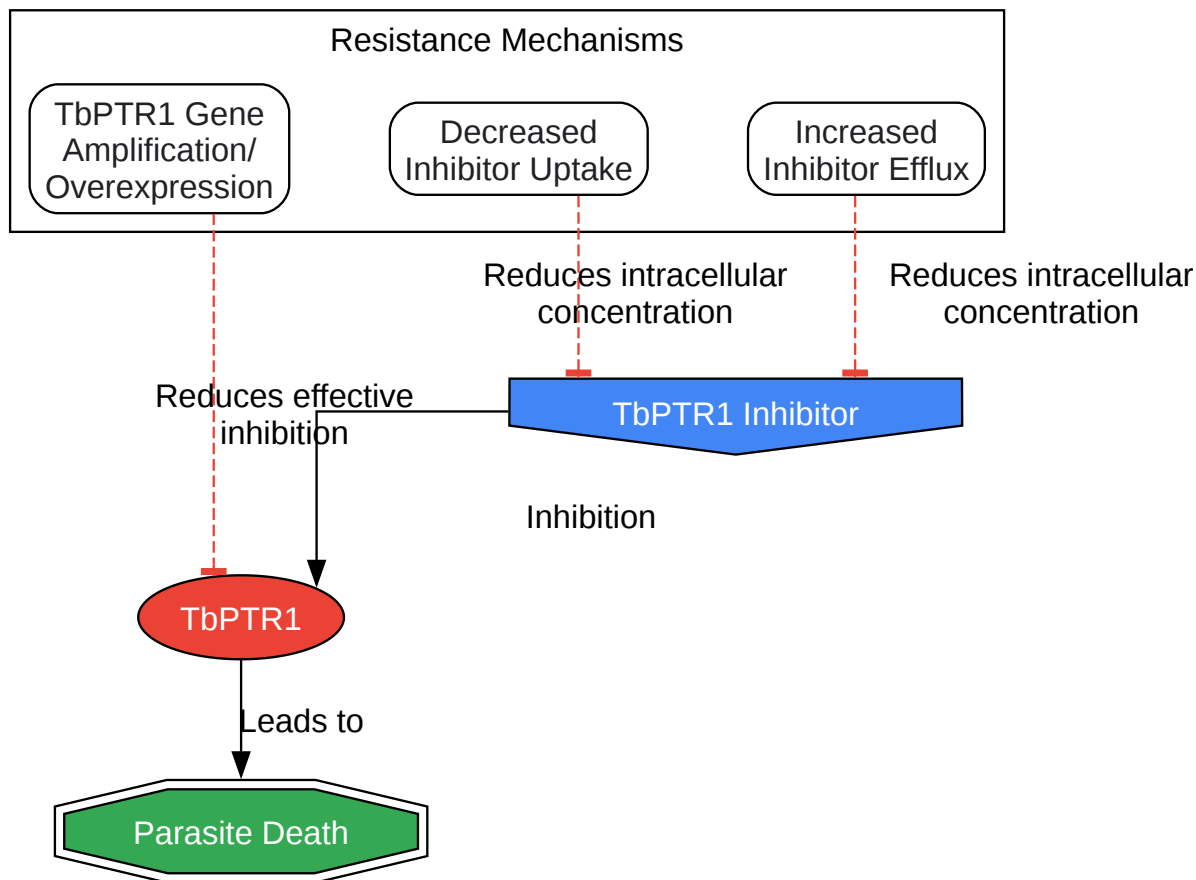 Resistance Mechanisms
TbPTR1 Gene
Amplification/
Overexpression
Decreased
Inhibitor Uptake
Increased
Inhibitor Efflux
Reduces intracellular
concentration
Reduces intracellular
concentration
Reduces effective
inhibition
TbPTR1 Inhibitor
Inhibition
TbPTR1
Leads to
Parasite Death